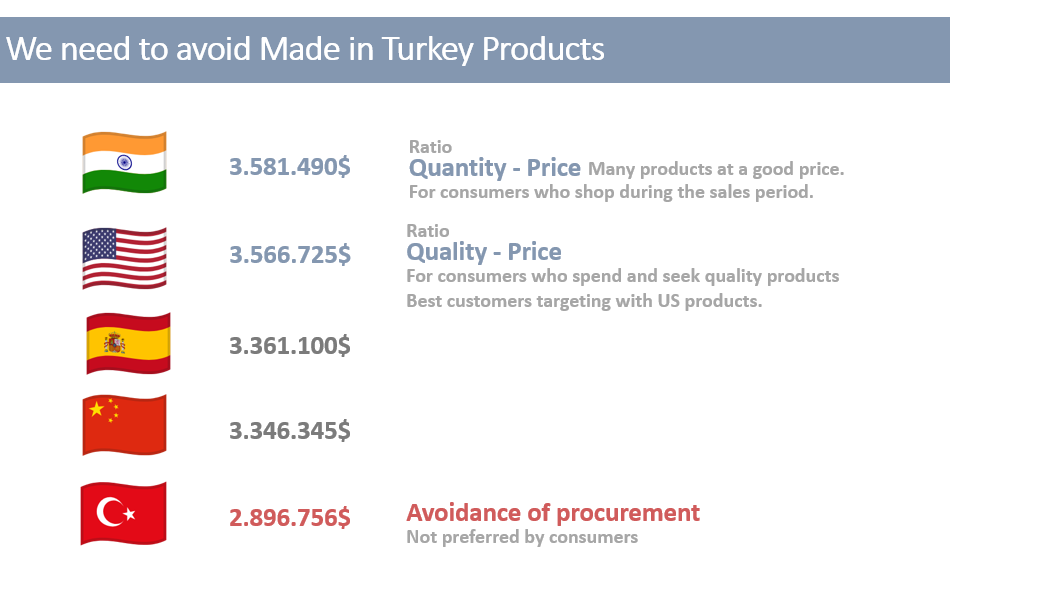 We need to avoid Made in Turkey Products
3.581.490$
Ratio
Quantity - Price Many products at a good price.
For consumers who shop during the sales period.
3.566.725$
Ratio
Quality - Price
For consumers who spend and seek quality products
Best customers targeting with US products.
3.361.100$
3.346.345$
2.896.756$
Avoidance of procurement
Not preferred by consumers